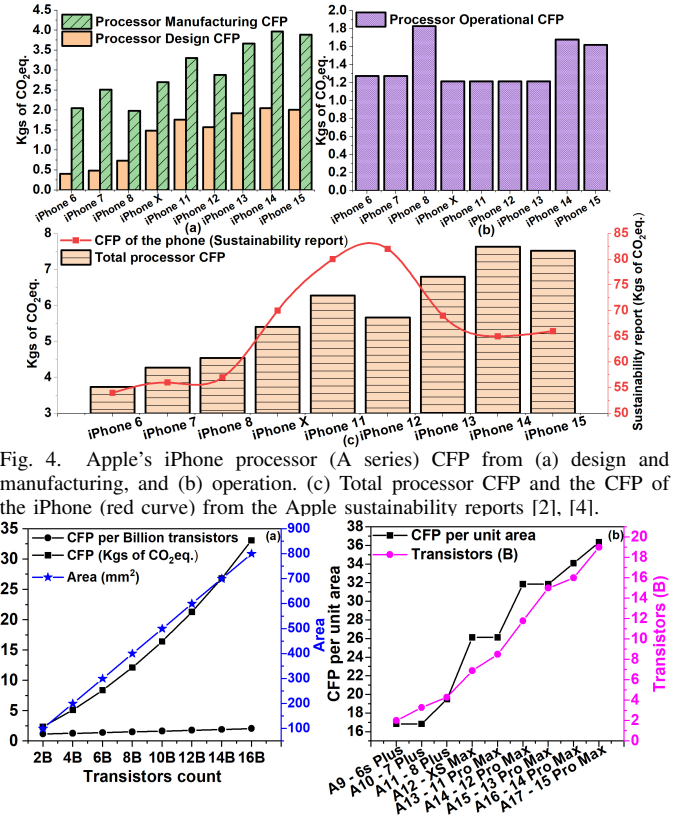 Processor Manufacturing CFP
Processor Design CFP
Kgs of CO2eq.
4.5
4.0
3.5
3.0
2.5
2.0
1.5
1.0
0.5
0.0
iPhone 6
iPhone 7
iPhone 8
iPhone X
iPhone 11
iPhone 12
iPhone 13
iPhone 14
iPhone 15
(a)
Processor Operational CFP
Kgs of CO2eq.
2.0
1.8
1.6
1.4
1.2
1.0
0.8
0.6
0.4
0.2
0.0
iPhone 6
iPhone 7
iPhone 8
iPhone X
iPhone 11
iPhone 12
iPhone 13
iPhone 14
iPhone 15
(b)
CFP of the phone (Sustainability report)
Total processor CFP
Kgs of CO2eq.
8
7
6
5
4
3
Sustainability report (Kgs of CO2eq.)
85
80
75
70
65
60
55
50
iPhone 6
iPhone 7
iPhone 8
iPhone X
iPhone 11
iPhone 12
iPhone 13
iPhone 14
iPhone 15
(c)
Fig. 4. Apple's iPhone processor (A series) CFP from (a) design and
manufacturing, and (b) operation. (c) Total processor CFP and the CFP of
the iPhone (red curve) from the Apple sustainability reports [2], [4].
CFP per Billion transistors
CFP (Kgs of CO2eq.)
Area (mm2)
(a)
35
30
25
20
15
10
5
0
900
800
700
600
500
400
300
200
100
Area
2B 4B 6B 8B 10B 12B 14B 16B
Transistors count
CFP per unit area
Transistors (B)
(b)
CFP per unit area
38
36
34
32
30
28
26
24
22
20
18
16
20
18
16
14
12
10
8
6
4
2
0
Transistors (B)
A9 - 6s Plus
A10 - 7 Plus
A11 - 8 Plus
A12 - XS Max
A13 - 11 Pro Max
A14 - 12 Pro Max
A15 - 13 Pro Max
A16 - 14 Pro Max
A17 - 15 Pro Max